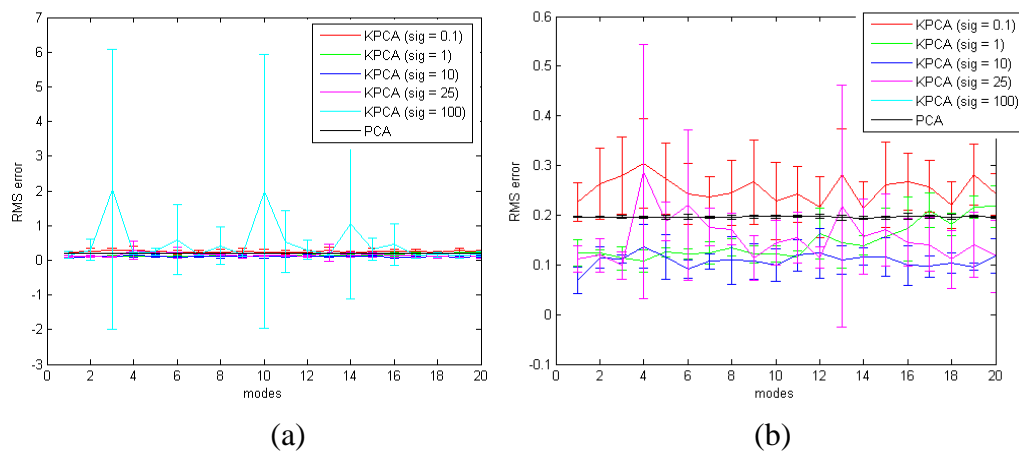 7
6
5
4
3
2
1
0
-1
-2
-3
RMS error
0 2 4 6 8 10 12 14 16 18 20
modes
KPCA (sig = 0.1)
KPCA (sig = 1)
KPCA (sig = 10)
KPCA (sig = 25)
KPCA (sig = 100)
PCA
(a)
0.6
0.5
0.4
0.3
0.2
0.1
0
-0.1
RMS error
0 2 4 6 8 10 12 14 16 18 20
modes
KPCA (sig = 0.1)
KPCA (sig = 1)
KPCA (sig = 10)
KPCA (sig = 25)
KPCA (sig = 100)
PCA
(b)